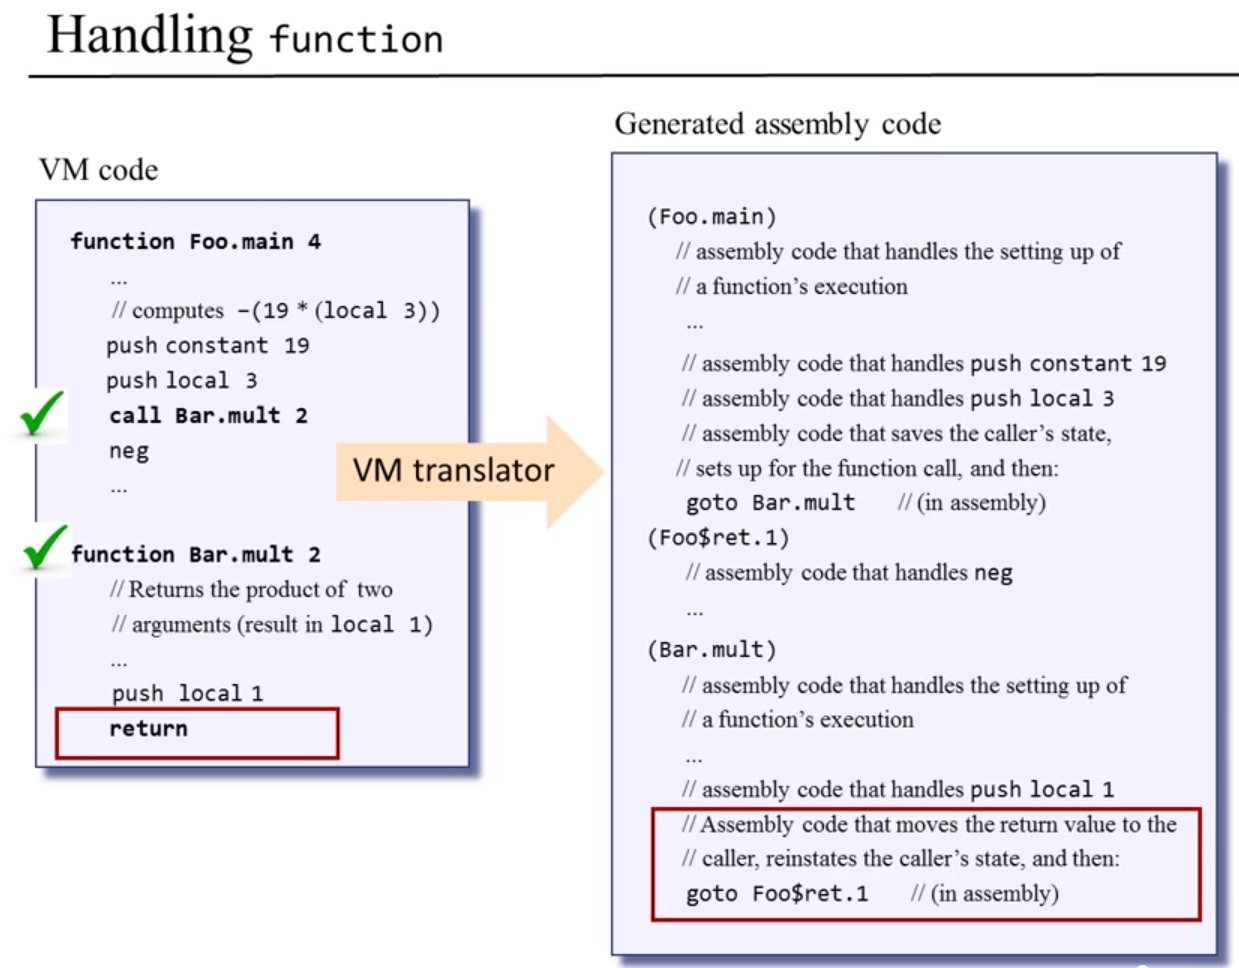 Handling function
VM code
function Foo.main 4
...
// computes -(19 * (local 3))
push constant 19
push local 3
call Bar.mult 2
neg
...
function Bar.mult 2
// Returns the product of two
// arguments (result in local 1)
...
push local 1
return
VM translator
Generated assembly code
(Foo.main)
// assembly code that handles the setting up of
// a function's execution
...
// assembly code that handles push constant 19
// assembly code that handles push local 3
// assembly code that saves the caller's state,
// sets up for the function call, and then:
goto Bar.mult // (in assembly)
(Foo$ret.1)
// assembly code that handles neg
...
(Bar.mult)
// assembly code that handles the setting up of
// a function's execution
...
// assembly code that handles push local 1
// Assembly code that moves the return value to the
// caller, reinstates the caller's state, and then:
goto Foo$ret.1 // (in assembly)